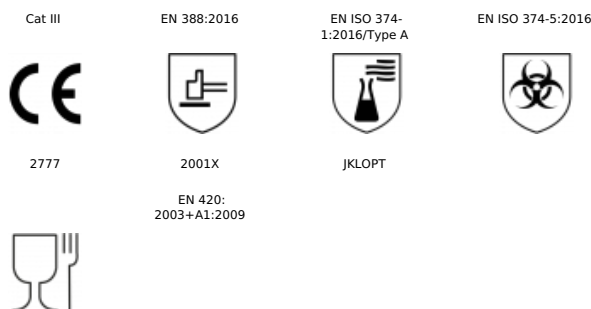 Cat III
EN 388:2016
EN ISO 374-
1:2016/Type A
EN ISO 374-5:2016
CE
2777
2001X
JKLOPT
EN 420:
2003+A1:2009